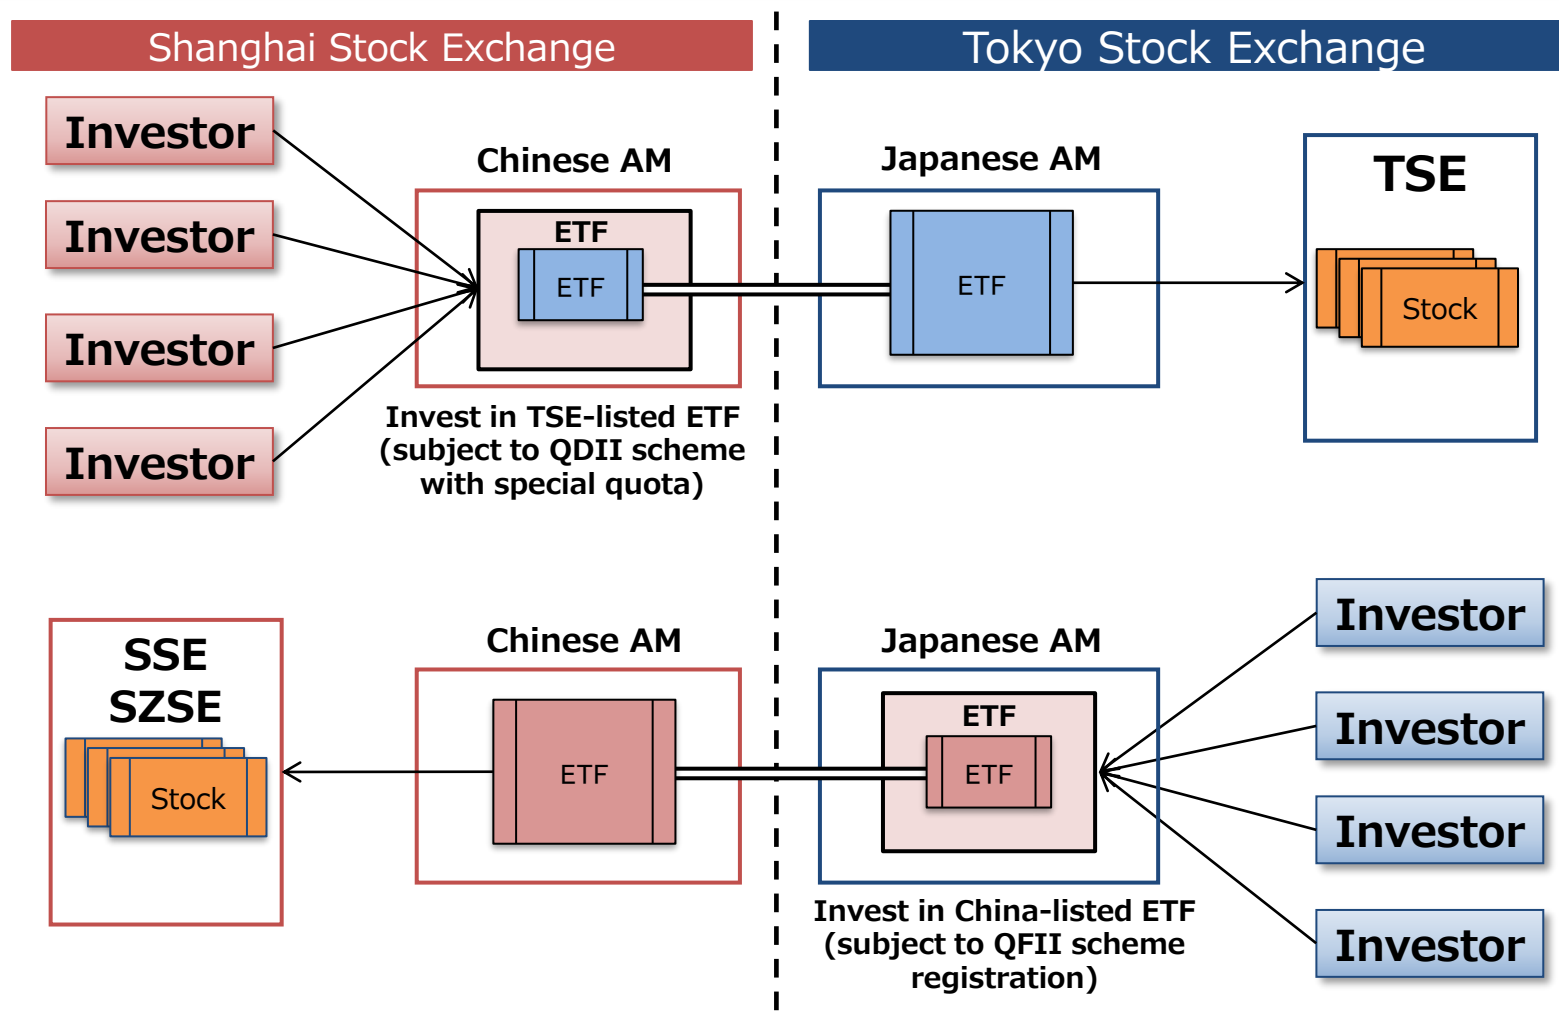 Shanghai Stock Exchange
Tokyo Stock Exchange
Investor
Investor
Investor
Investor
Chinese AM
ETF
ETF
Invest in TSE-listed ETF
(subject to QDII scheme
with special quota)
Japanese AM
ETF
TSE
Stock
SSE
SZSE
Stock
Chinese AM
ETF
Japanese AM
ETF
ETF
Invest in China-listed ETF
(subject to QFII scheme
registration)
Investor
Investor
Investor
Investor